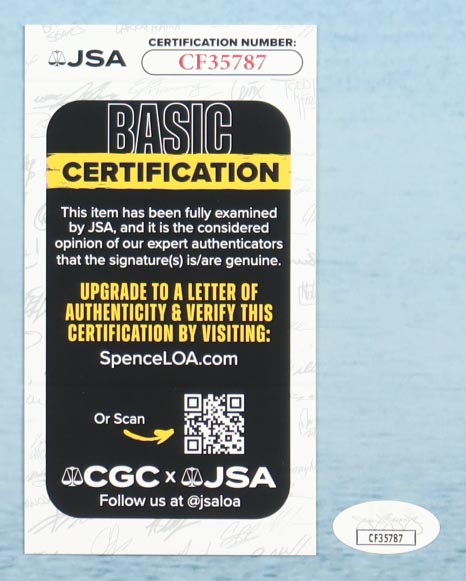 JSA
CERTIFICATION NUMBER:
CF35787
BASIC
CERTIFICATION
This item has been fully examined
by JSA, and it is the considered
opinion of our expert authenticators
that the signature(s) is/are genuine.
UPGRADE TO A LETTER OF
AUTHENTICITY & VERIFY THIS
CERTIFICATION BY VISITING:
SpenceLOA.com
Or Scan
CGC x JSA
Follow us at @jsaloa
CF35787